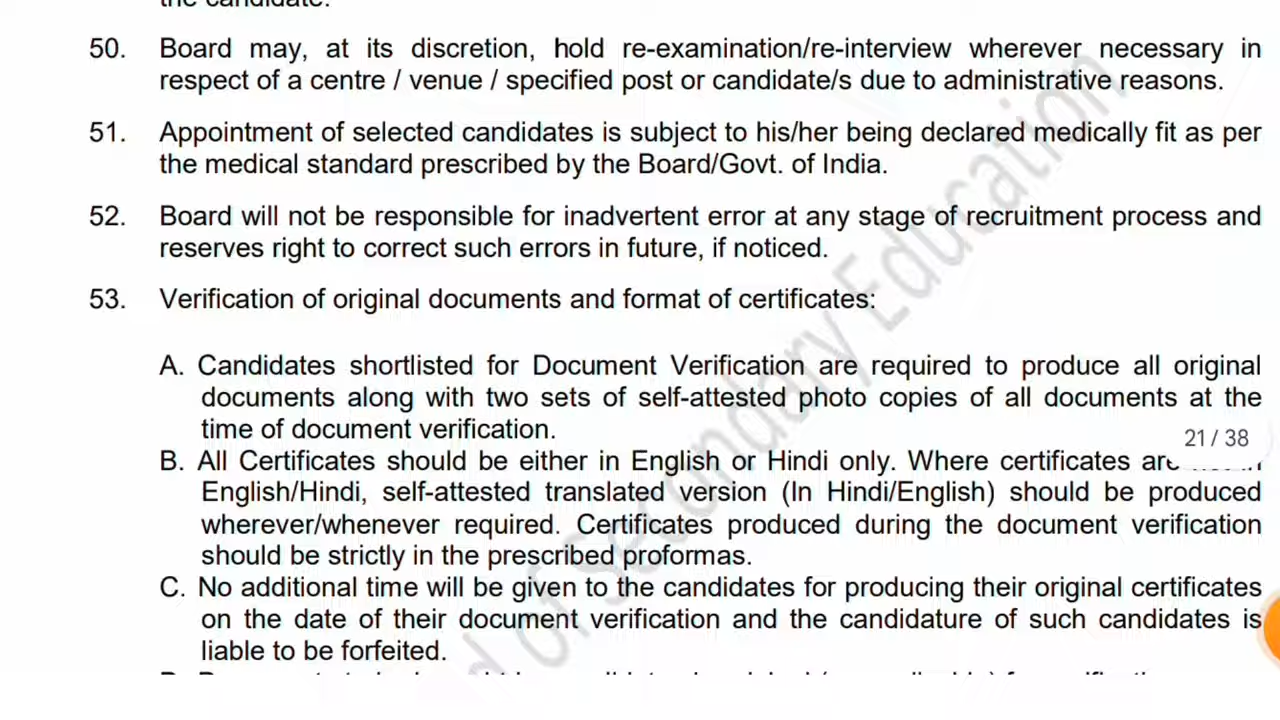 the candidate.
50. Board may, at its discretion, hold re-examination/re-interview wherever necessary in
respect of a centre / venue / specified post or candidate/s due to administrative reasons.
51. Appointment of selected candidates is subject to his/her being declared medically fit as per
the medical standard prescribed by the Board/Govt. of India.
52. Board will not be responsible for inadvertent error at any stage of recruitment process and
reserves right to correct such errors in future, if noticed.
53. Verification of original documents and format of certificates:
A. Candidates shortlisted for Document Verification are required to produce all original
documents along with two sets of self-attested photo copies of all documents at the
time of document verification.
21 / 38
B. All Certificates should be either in English or Hindi only. Where certificates are
English/Hindi, self-attested translated version (In Hindi/English) should be produced
wherever/whenever required. Certificates produced during the document verification
should be strictly in the prescribed proformas.
C. No additional time will be given to the candidates for producing their original certificates
on the date of their document verification and the candidature of such candidates is
liable to be forfeited.
of Secondary Education